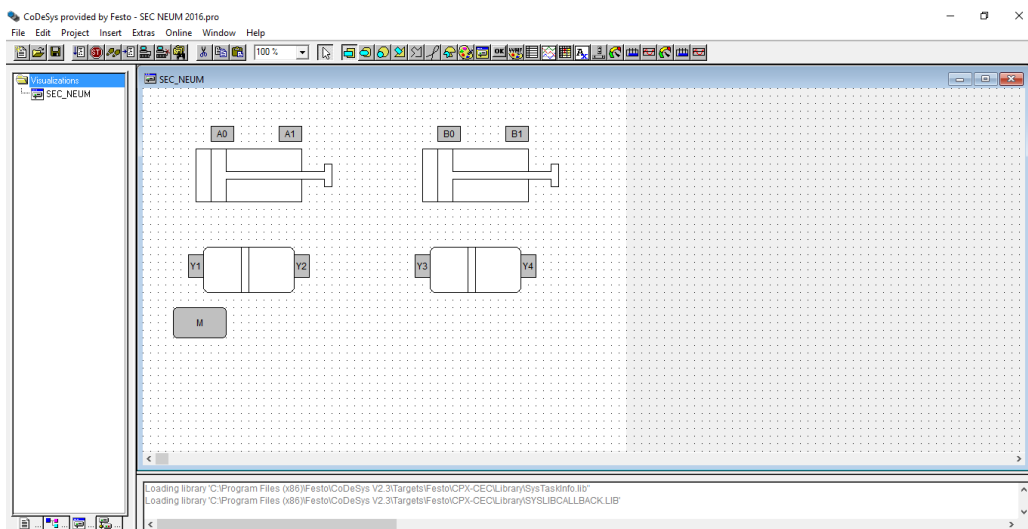 CoDeSys provided by Festo - SEC NEUM 2016.pro
File Edit Project Insert Extras Online Window Help
100 %
Visualizations
SEC_NEUM
SEC_NEUM
A0 A1 B0 B1
Y1 Y2 Y3 Y4
M
Loading library 'C:\Program Files (x86)\Festo\CoDeSys V2.3\Targets\Festo\CPX-CEC\Library\SysTaskInfo.lib"
Loading library 'C:\Program Files (x86)\Festo\CoDeSys V2.3\Targets\Festo\CPX-CEC\Library\SYSLIBCALLBACK.LIB'